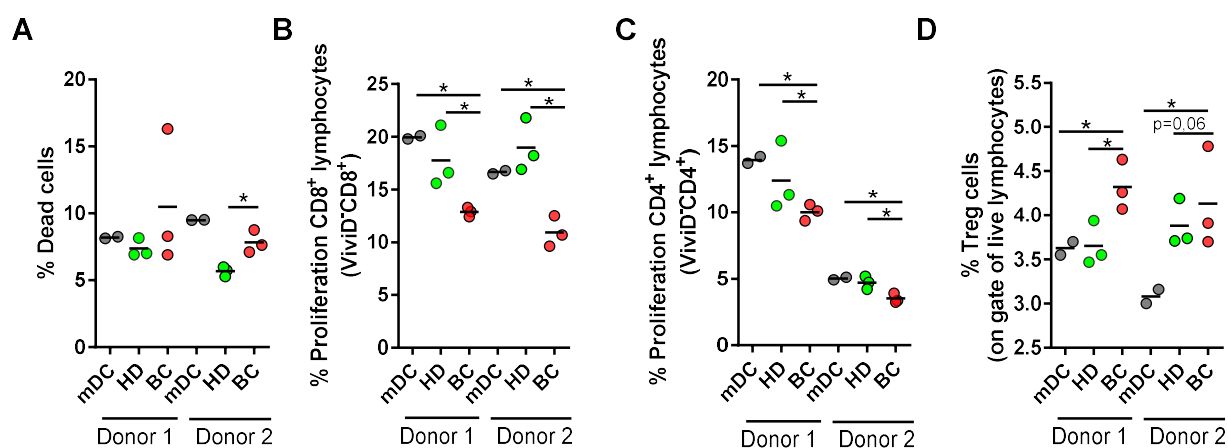 A
% Dead cells
20
15
10
5
0
*
mDC HD BC mDC HD BC
Donor 1 Donor 2
B
% Proliferation CD8+ lymphocytes
(ViviD-CD8+)
25
20
15
10
5
0
* *
* *
mDC HD BC mDC HD BC
Donor 1 Donor 2
C
% Proliferation CD4+ lymphocytes
(ViviD-CD4+)
20
15
10
5
0
*
*
*
*
mDC HD BC mDC HD BC
Donor 1 Donor 2
D
% Treg cells
(on gate of live lymphocytes)
5.5
5.0
4.5
4.0
3.5
3.0
2.5
*
* p=0.06
*
mDC HD BC mDC HD BC
Donor 1 Donor 2